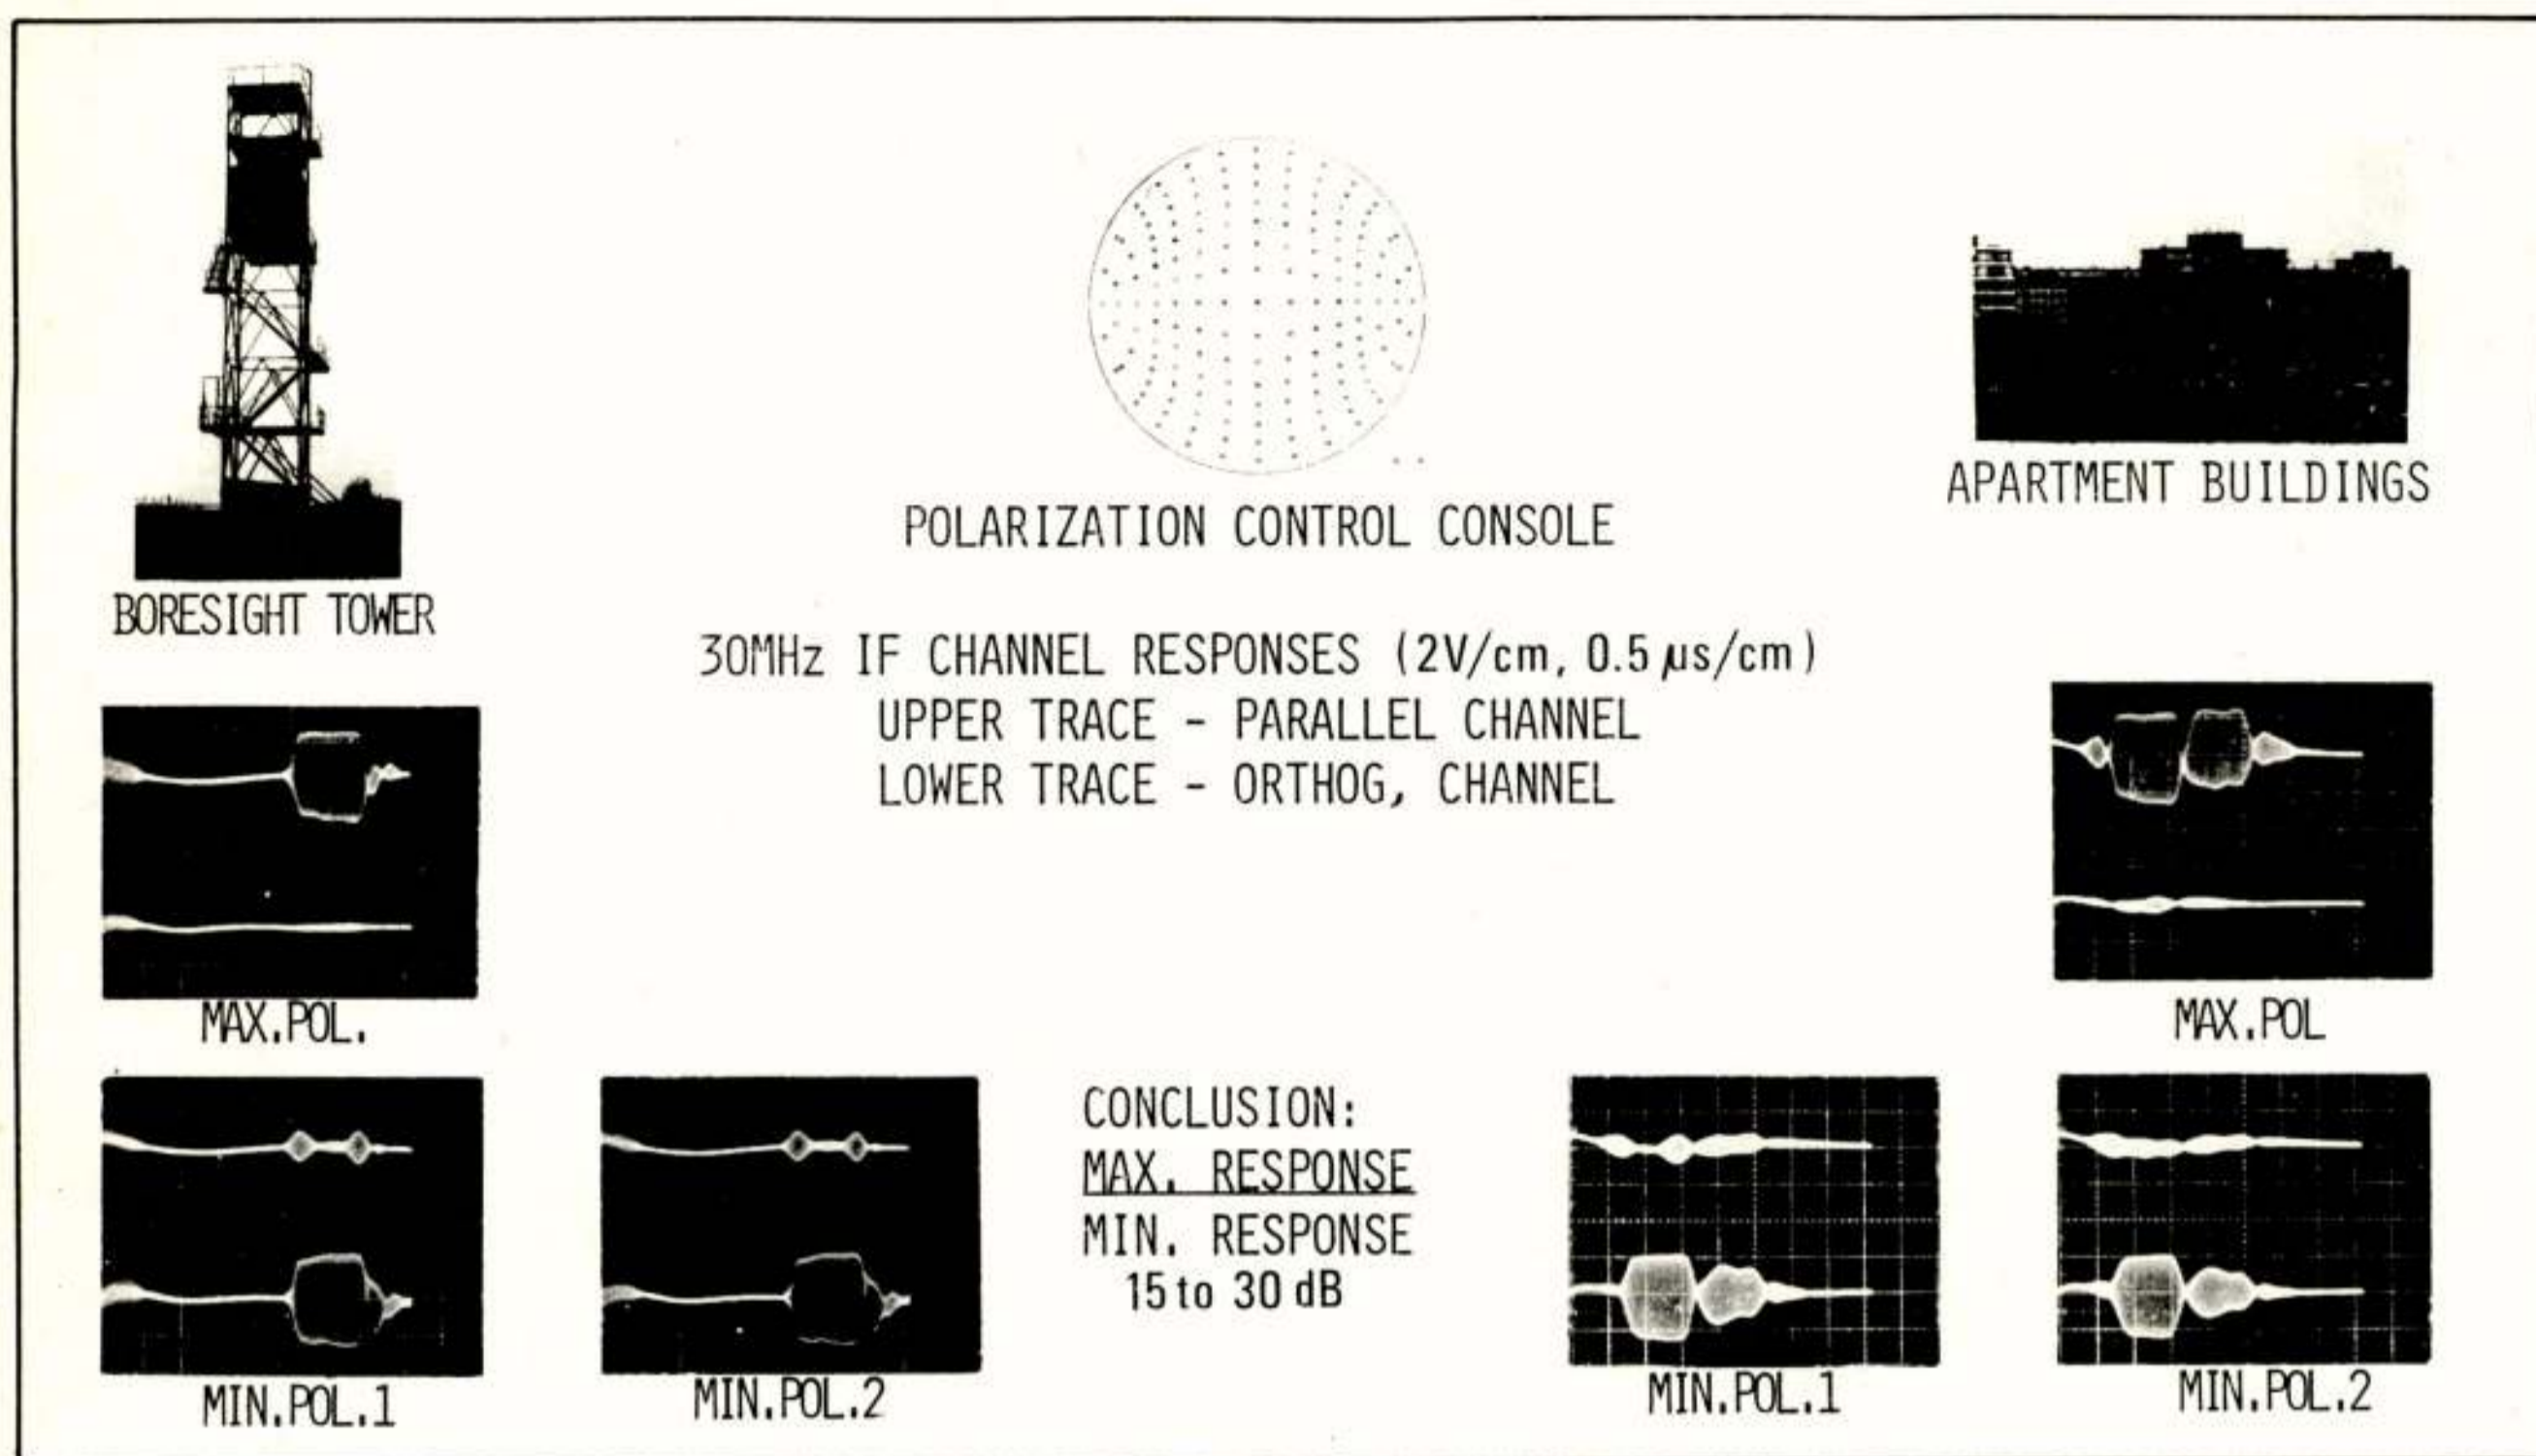 BORESIGHT TOWER
POLARIZATION CONTROL CONSOLE
APARTMENT BUILDINGS
30MHz IF CHANNEL RESPONSES (2V/cm, 0.5 µs/cm)
UPPER TRACE - PARALLEL CHANNEL
LOWER TRACE - ORTHOG, CHANNEL
MAX.POL.
MAX.POL
MIN.POL.1
MIN.POL.2
CONCLUSION:
MAX. RESPONSE
MIN. RESPONSE
15 to 30 dB
MIN.POL.1
MIN.POL.2